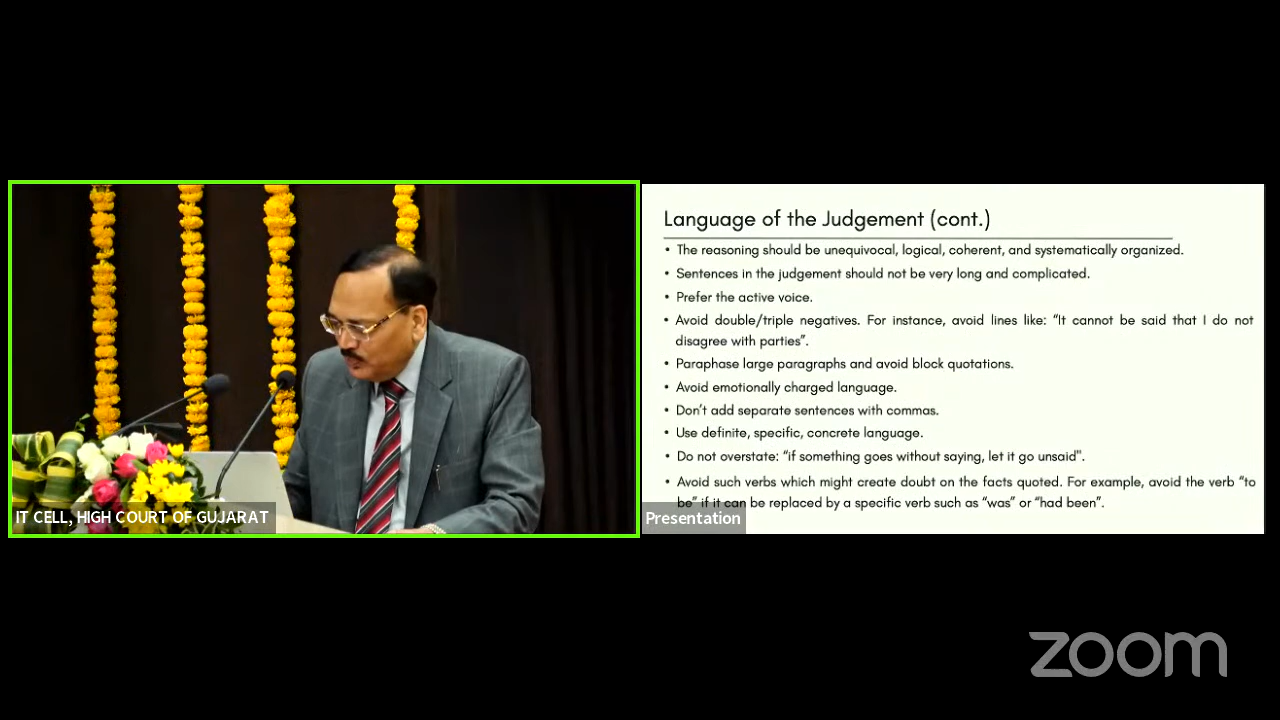 Language of the Judgement (cont.)
• The reasoning should be unequivocal, logical, coherent, and systematically organized.
• Sentences in the judgement should not be very long and complicated.
• Prefer the active voice.
• Avoid double/triple negatives. For instance, avoid lines like: “It cannot be said that I do not
disagree with parties”.
• Paraphase large paragraphs and avoid block quotations.
• Avoid emotionally charged language.
• Don’t add separate sentences with commas.
• Use definite, specific, concrete language.
• Do not overstate: “if something goes without saying, let it go unsaid".
• Avoid such verbs which might create doubt on the facts quoted. For example, avoid the verb “to
be” if it can be replaced by a specific verb such as “was” or “had been”.
IT CELL, HIGH COURT OF GUJARAT
Presentation
zoom